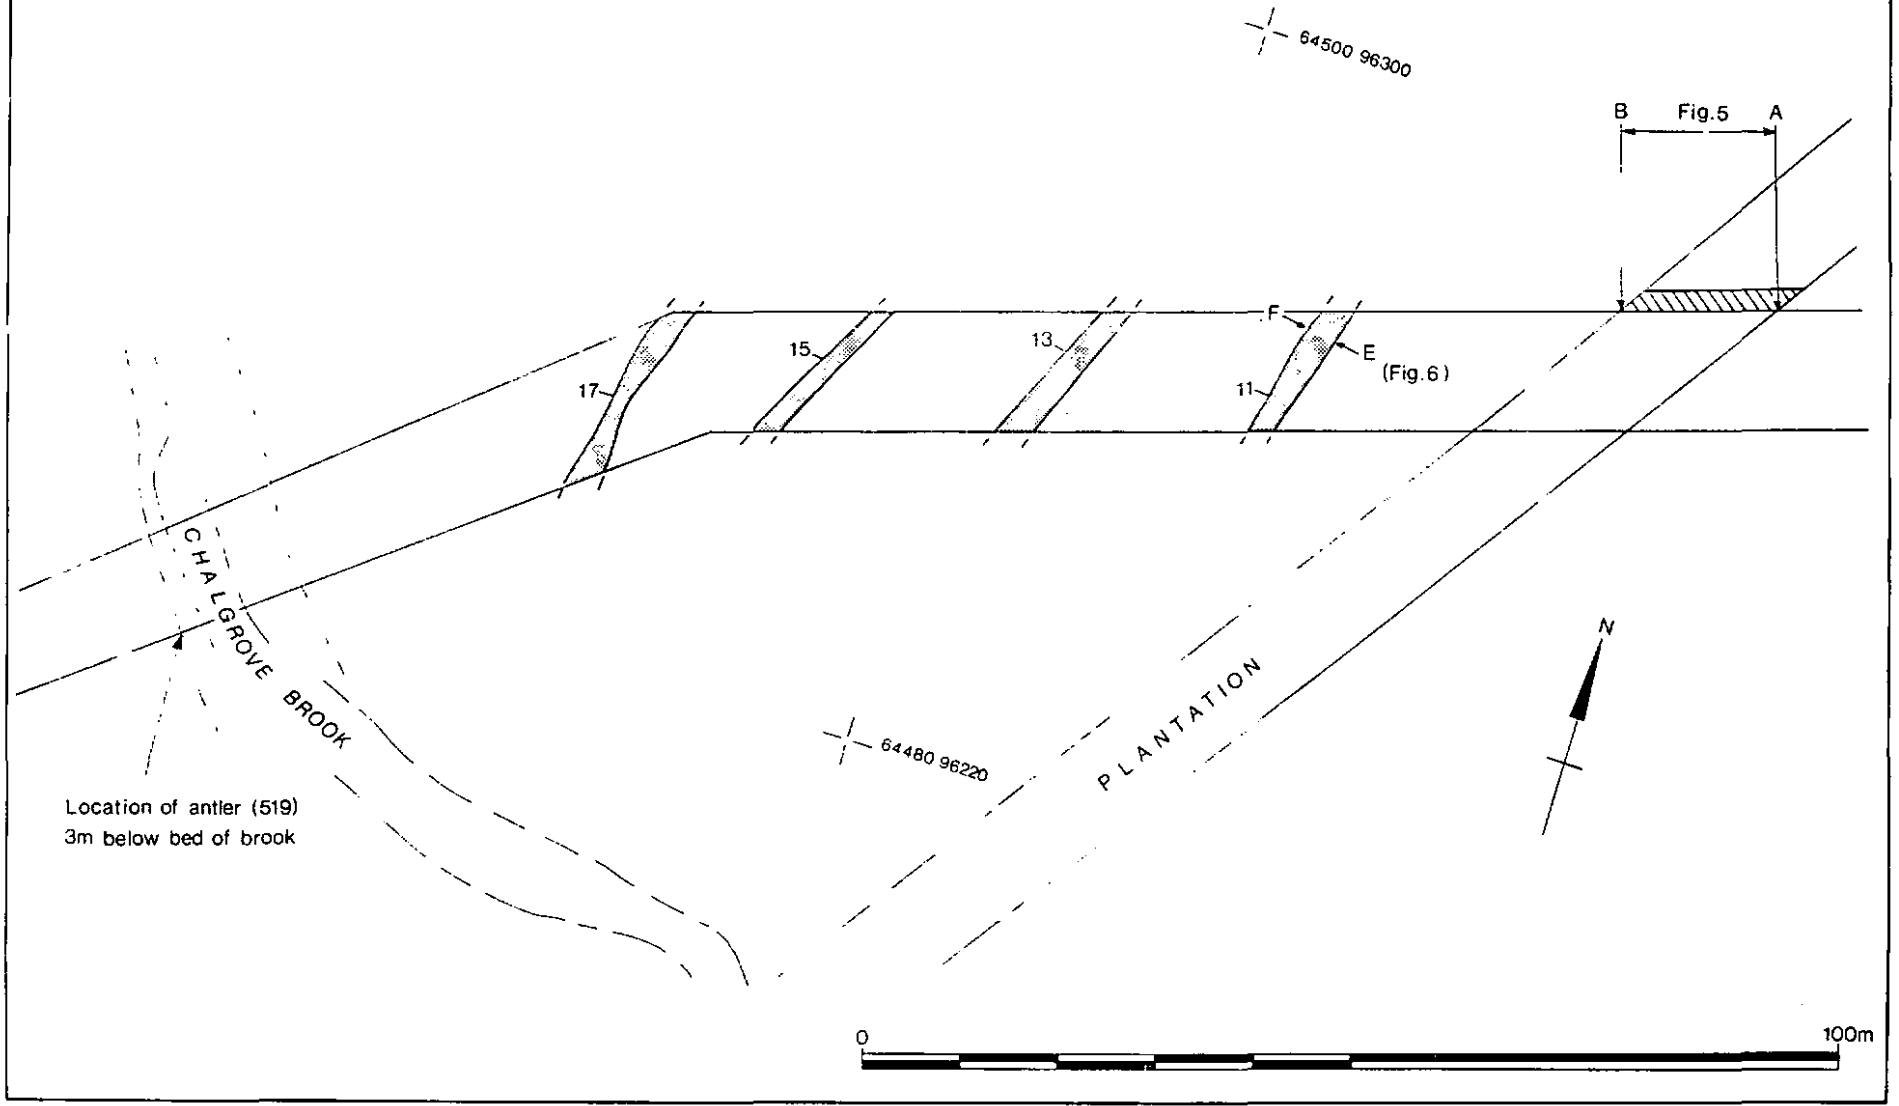 64500 96300
B Fig.5 A
F
13
15
E
(Fig.6)
17
11
CHALGROVE BROOK
N
PLANTATION
64480 96220
Location of antler (519)
3m below bed of brook
0 100m